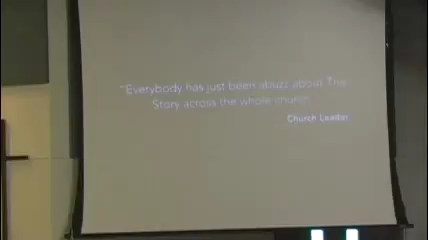 "Everybody has just been abuzz about The
Story across the whole church."
Church Leader